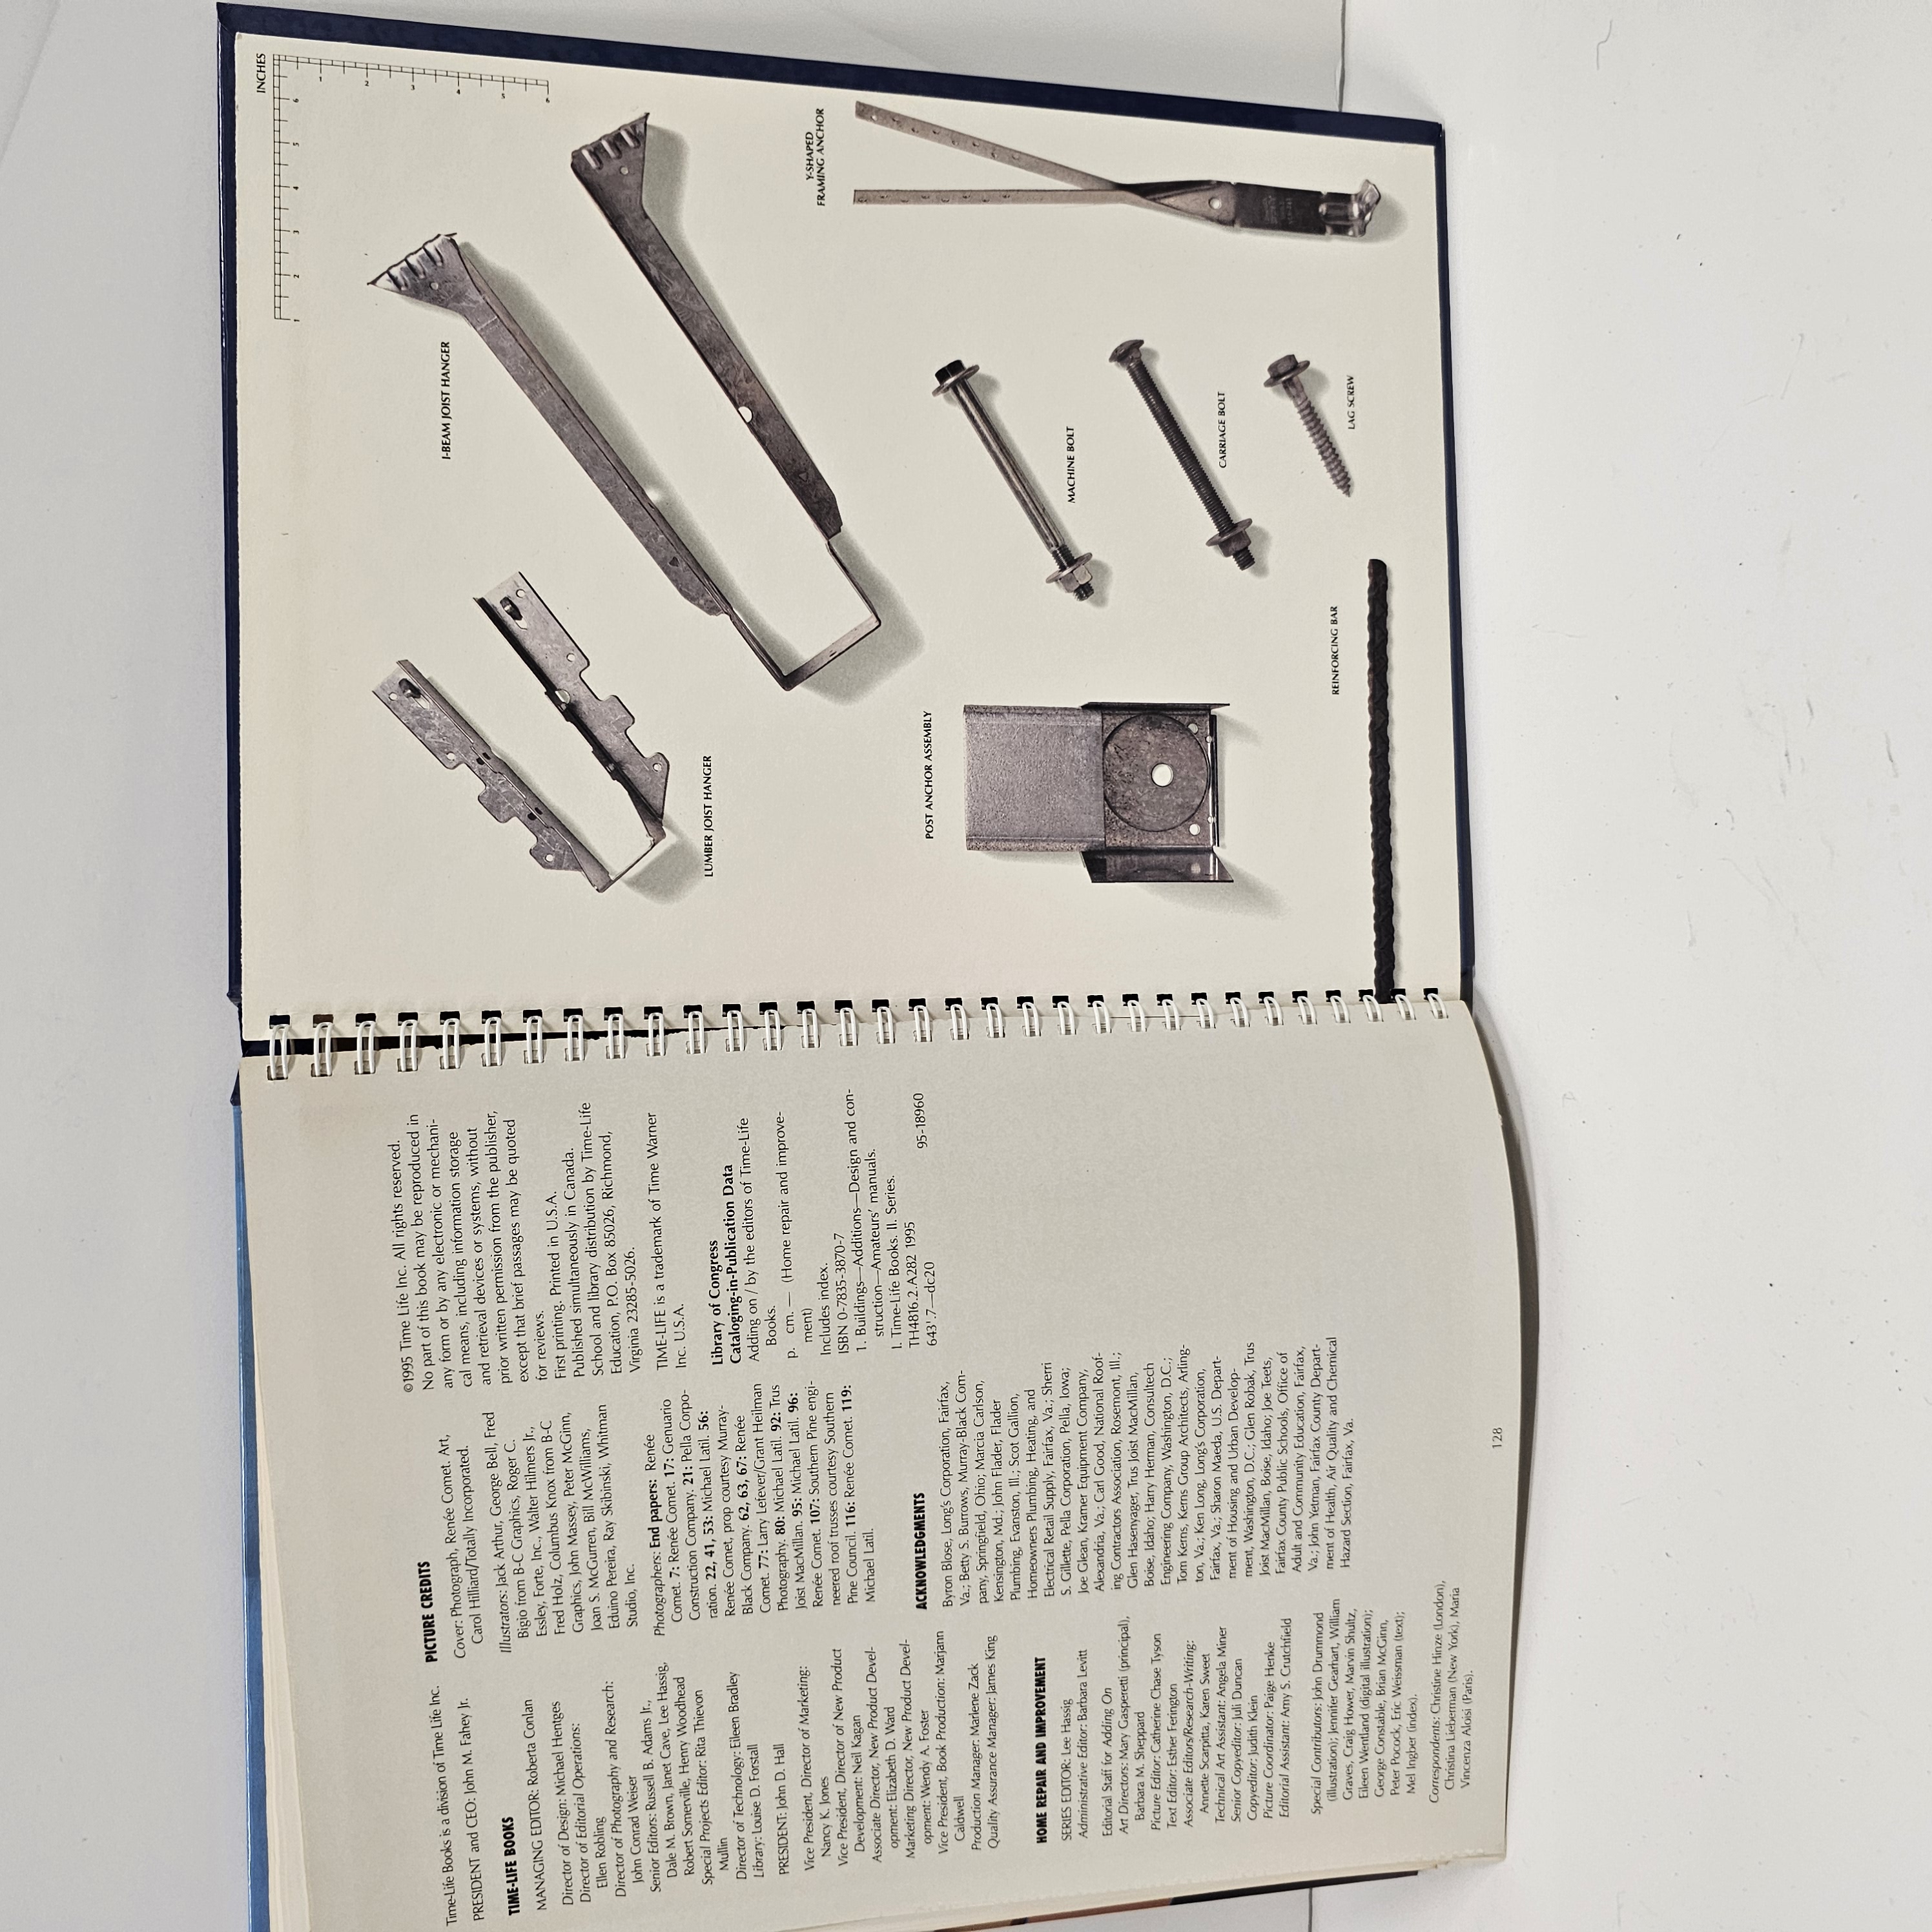 Time-Life Books is a division of Time Life Inc.
PRESIDENT and CEO: John M. Fahey Jr.
TIME-LIFE BOOKS
MANAGING EDITOR: Roberta Conlan
Director of Design: Michael Hentges
Director of Editorial Operations:
Ellen Robling
Director of Photography and Research:
John Conrad Weiser
Senior Editors: Russell B. Adams Jr.,
Dale M. Brown, Janet Cave, Lee Hassig,
Robert Somerville, Henry Woodhead
Special Projects Editor: Rita Thievon
Mullin
Director of Technology: Eileen Bradley
Library: Louise D. Forstall
PRESIDENT: John D. Hall
Vice President, Director of Marketing:
Nancy K. Jones
Vice President, Director of New Product
Development: Neil Kagan
Associate Director, New Product Devel-
opment: Elizabeth D. Ward
Marketing Director, New Product Devel-
opment: Wendy A. Foster
Vice President, Book Production: Marjann
Caldwell
Production Manager: Marlene Zack
Quality Assurance Manager: James King
HOME REPAIR AND IMPROVEMENT
SERIES EDITOR: Lee Hassig
Administrative Editor: Barbara Levitt
Editorial Staff for Adding On
Art Directors: Mary Gasperetti (principal),
Barbara M. Sheppard
Picture Editor: Catherine Chase Tyson
Text Editor: Esther Ferington
Associate Editors/Research-Writing:
Annette Scarpitta, Karen Sweet
Technical Art Assistant: Angela Miner
Senior Copyeditor: Juli Duncan
Copyeditor: Judith Klein
Picture Coordinator: Paige Henke
Editorial Assistant: Amy S. Crutchfield
Special Contributors: John Drummond
(illustration); Jennifer Gearhart, William
Graves, Craig Hower, Marvin Shultz,
Eileen Wentland (digital illustration);
George Constable, Brian McGinn,
Peter Pocock, Eric Weissman (text);
Mel Ingber (index).
Correspondents: Christine Hinze (London),
Christina Lieberman (New York), Maria
Vincenza Aloisi (Paris).
PICTURE CREDITS
Cover: Photograph, Renée Comet. Art,
Carol Hilliard/Totally Incorporated.
Illustrators: Jack Arthur, George Bell, Fred
Bigio from B-C Graphics, Roger C.
Essley, Forte, Inc., Walter Hilmers Jr.,
Fred Holz, Columbus Knox from B-C
Graphics, John Massey, Peter McGinn,
Joan S. McGurren, Bill McWilliams,
Eduino Pereira, Ray Skibinski, Whitman
Studio, Inc.
Photographers: End papers: Renée
Comet. 7: Renée Comet. 17: Genuario
Construction Company. 21: Pella Corpo-
ration. 22, 41, 53: Michael Latil. 56:
Renée Comet, prop courtesy Murray-
Black Company. 62, 63, 67: Renée
Comet. 77: Larry Lefever/Grant Heilman
Photography. 80: Michael Latil. 92: Trus
Joist MacMillan. 95: Michael Latil. 96:
Renée Comet. 107: Southern Pine engi-
neered roof trusses courtesy Southern
Pine Council. 116: Renée Comet. 119:
Michael Latil.
ACKNOWLEDGMENTS
Byron Blose, Long's Corporation, Fairfax,
Va.; Betty S. Burrows, Murray-Black Com-
pany, Springfield, Ohio; Marcia Carlson,
Kensington, Md.; John Flader, Flader
Plumbing, Evanston, Ill.; Scot Gallion,
Homeowners Plumbing, Heating, and
Electrical Retail Supply, Fairfax, Va.; Sherri
S. Gillette, Pella Corporation, Pella, Iowa;
Joe Glean, Kramer Equipment Company,
Alexandria, Va.; Carl Good, National Roof-
ing Contractors Association, Rosemont, Ill.;
Glen Hasenyager, Trus Joist MacMillan,
Boise, Idaho; Harry Herman, Consultech
Engineering Company, Washington, D.C.;
Tom Kerns, Kerns Group Architects, Arling-
ton, Va.; Ken Long, Long's Corporation,
Fairfax, Va.; Sharon Maeda, U.S. Depart-
ment of Housing and Urban Develop-
ment, Washington, D.C.; Glen Robak, Trus
Joist MacMillan, Boise, Idaho; Joe Teets,
Fairfax County Public Schools, Office of
Adult and Community Education, Fairfax,
Va.; John Yetman, Fairfax County Depart-
ment of Health, Air Quality and Chemical
Hazard Section, Fairfax, Va.
©1995 Time Life Inc. All rights reserved.
No part of this book may be reproduced in
any form or by any electronic or mechani-
cal means, including information storage
and retrieval devices or systems, without
prior written permission from the publisher,
except that brief passages may be quoted
for reviews.
First printing. Printed in U.S.A.
Published simultaneously in Canada.
School and library distribution by Time-Life
Education, P.O. Box 85026, Richmond,
Virginia 23285-5026.
TIME-LIFE is a trademark of Time Warner
Inc. U.S.A.
Library of Congress
Cataloging-in-Publication Data
Adding on / by the editors of Time-Life
Books.
p. cm. — (Home repair and improve-
ment)
Includes index.
ISBN 0-7835-3870-7
1. Buildings—Additions—Design and con-
struction—Amateurs' manuals.
I. Time-Life Books. II. Series.
TH4816.2.A282 1995
643'.7—dc20 95-18960
128
INCHES
1 2 3 4 5 6
1
2
3
4
5
6
I-BEAM JOIST HANGER
LUMBER JOIST HANGER
Y-SHAPED
FRAMING ANCHOR
POST ANCHOR ASSEMBLY
MACHINE BOLT
CARRIAGE BOLT
REINFORCING BAR
LAG SCREW